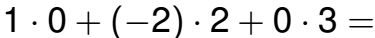 1 · 0 + (−2) · 2 + 0 · 3 =